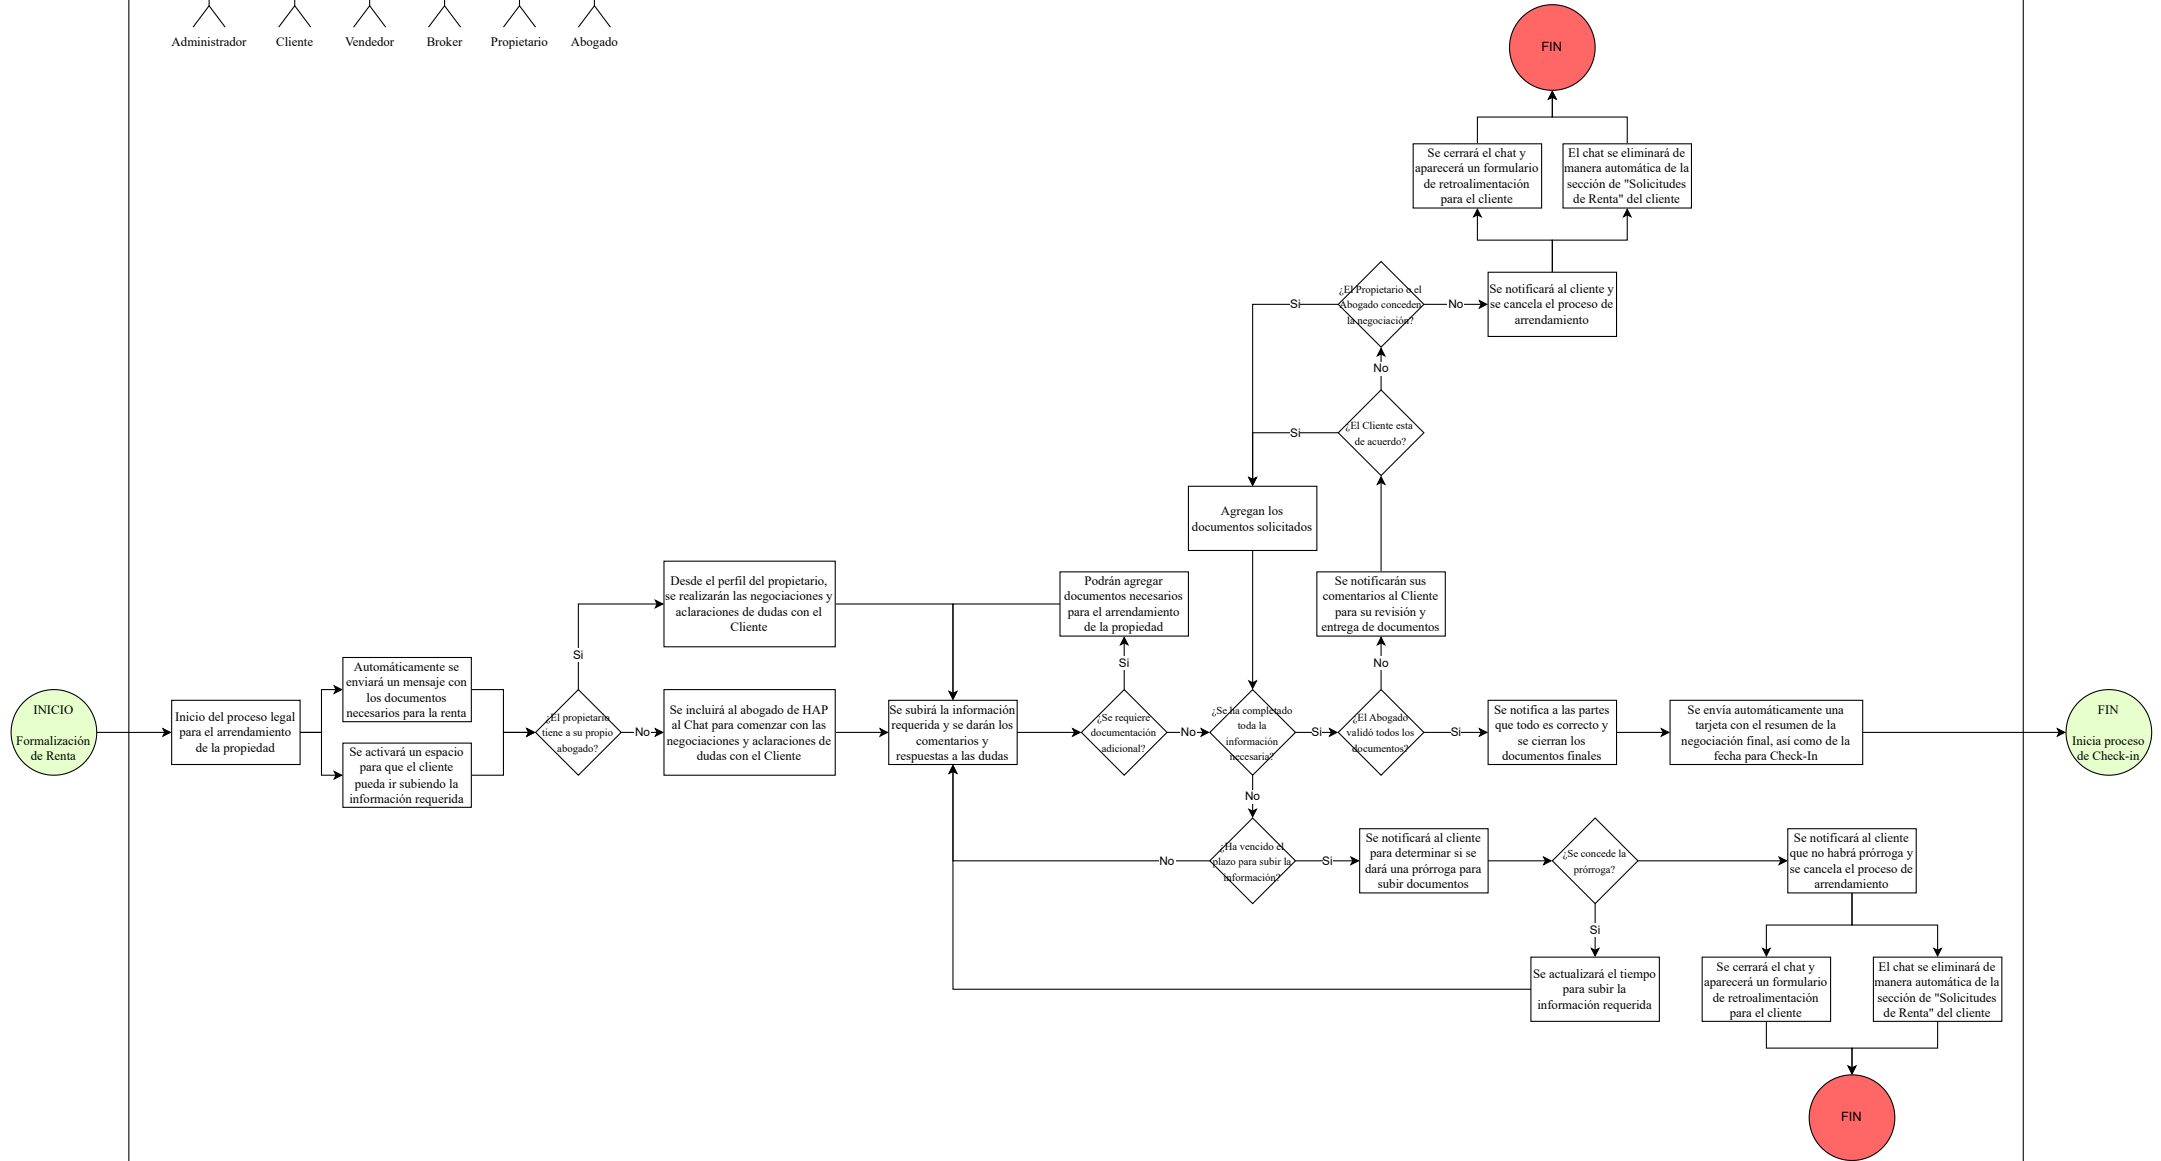 Administrador
Cliente
Vendedor
Broker
Propietario
Abogado
FIN
Se cerrará el chat y
aparecerá un formulario
de retroalimentación
para el cliente
El chat se eliminará de
manera automática de la
sección de "Solicitudes
de Renta" del cliente
¿El Propietario o el
Abogado conceden
la negociación?
Si
No
Se notificará al cliente y
se cancela el proceso de
arrendamiento
No
¿El Cliente esta
de acuerdo?
Si
Agregan los
documentos solicitados
Desde el perfil del propietario,
se realizarán las negociaciones y
aclaraciones de dudas con el
Cliente
Podrán agregar
documentos necesarios
para el arrendamiento
de la propiedad
Se notificarán sus
comentarios al Cliente
para su revisión y
entrega de documentos
Si
Si
No
INICIO
Formalización
de Renta
Inicio del proceso legal
para el arrendamiento
de la propiedad
Automáticamente se
enviará un mensaje con
los documentos
necesarios para la renta
Se activará un espacio
para que el cliente
pueda ir subiendo la
información requerida
¿El propietario
tiene a su propio
abogado?
No
Se incluirá al abogado de HAP
al Chat para comenzar con las
negociaciones y aclaraciones de
dudas con el Cliente
Se subirá la información
requerida y se darán los
comentarios y
respuestas a las dudas
¿Se requiere
documentación
adicional?
No
¿Se ha completado
toda la
información
necesaria?
Si
¿El Abogado
validó todos los
documentos?
Si
Se notifica a las partes
que todo es correcto y
se cierran los
documentos finales
Se envía automáticamente una
tarjeta con el resumen de la
negociación final, así como de la
fecha para Check-In
FIN
Inicia proceso
de Check-in
No
¿Ha vencido el
plazo para subir la
información?
No
Si
Se notificará al cliente
para determinar si se
dará una prórroga para
subir documentos
¿Se concede la
prórroga?
Se notificará al cliente
que no habrá prórroga y
se cancela el proceso de
arrendamiento
Si
Se actualizará el tiempo
para subir la
información requerida
Se cerrará el chat y
aparecerá un formulario
de retroalimentación
para el cliente
El chat se eliminará de
manera automática de la
sección de "Solicitudes
de Renta" del cliente
FIN